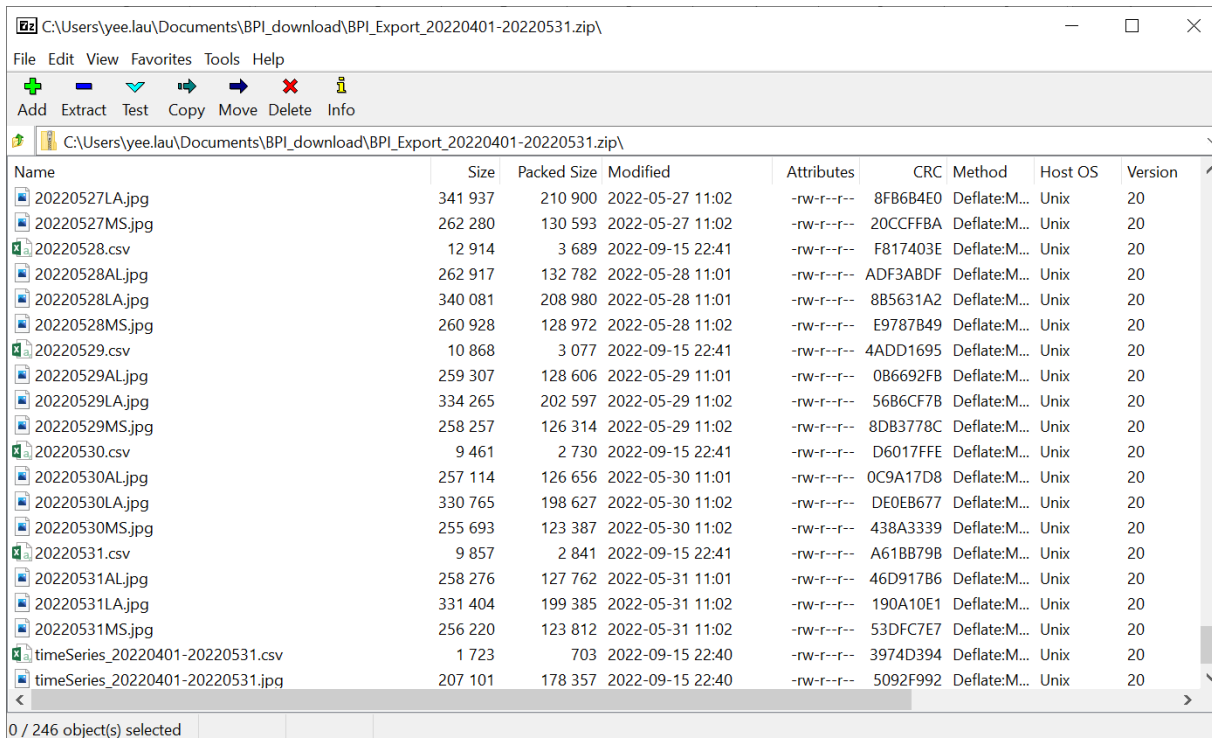 C:\Users\yee.lau\Documents\BPI_download\BPI_Export_20220401-20220531.zip\
File Edit View Favorites Tools Help
Add Extract Test Copy Move Delete Info
C:\Users\yee.lau\Documents\BPI_download\BPI_Export_20220401-20220531.zip\
Name Size Packed Size Modified Attributes CRC Method Host OS Version
20220527LA.jpg 341 937 210 900 2022-05-27 11:02 -rw-r--r-- 8FB6B4E0 Deflate:M... Unix 20
20220527MS.jpg 262 280 130 593 2022-05-27 11:02 -rw-r--r-- 20CCFFBA Deflate:M... Unix 20
20220528.csv 12 914 3 689 2022-09-15 22:41 -rw-r--r-- F817403E Deflate:M... Unix 20
20220528AL.jpg 262 917 132 782 2022-05-28 11:01 -rw-r--r-- ADF3ABDF Deflate:M... Unix 20
20220528LA.jpg 340 081 208 980 2022-05-28 11:01 -rw-r--r-- 8B5631A2 Deflate:M... Unix 20
20220528MS.jpg 260 928 128 972 2022-05-28 11:02 -rw-r--r-- E9787B49 Deflate:M... Unix 20
20220529.csv 10 868 3 077 2022-09-15 22:41 -rw-r--r-- 4ADD1695 Deflate:M... Unix 20
20220529AL.jpg 259 307 128 606 2022-05-29 11:01 -rw-r--r-- 0B6692FB Deflate:M... Unix 20
20220529LA.jpg 334 265 202 597 2022-05-29 11:02 -rw-r--r-- 56B6CF7B Deflate:M... Unix 20
20220529MS.jpg 258 257 126 314 2022-05-29 11:02 -rw-r--r-- 8DB3778C Deflate:M... Unix 20
20220530.csv 9 461 2 730 2022-09-15 22:41 -rw-r--r-- D6017FFE Deflate:M... Unix 20
20220530AL.jpg 257 114 126 656 2022-05-30 11:01 -rw-r--r-- 0C9A17D8 Deflate:M... Unix 20
20220530LA.jpg 330 765 198 627 2022-05-30 11:02 -rw-r--r-- DE0EB677 Deflate:M... Unix 20
20220530MS.jpg 255 693 123 387 2022-05-30 11:02 -rw-r--r-- 438A3339 Deflate:M... Unix 20
20220531.csv 9 857 2 841 2022-09-15 22:41 -rw-r--r-- A61BB79B Deflate:M... Unix 20
20220531AL.jpg 258 276 127 762 2022-05-31 11:01 -rw-r--r-- 46D917B6 Deflate:M... Unix 20
20220531LA.jpg 331 404 199 385 2022-05-31 11:02 -rw-r--r-- 190A10E1 Deflate:M... Unix 20
20220531MS.jpg 256 220 123 812 2022-05-31 11:02 -rw-r--r-- 53DFC7E7 Deflate:M... Unix 20
timeSeries_20220401-20220531.csv 1 723 703 2022-09-15 22:40 -rw-r--r-- 3974D394 Deflate:M... Unix 20
timeSeries_20220401-20220531.jpg 207 101 178 357 2022-09-15 22:40 -rw-r--r-- 5092F992 Deflate:M... Unix 20
0 / 246 object(s) selected